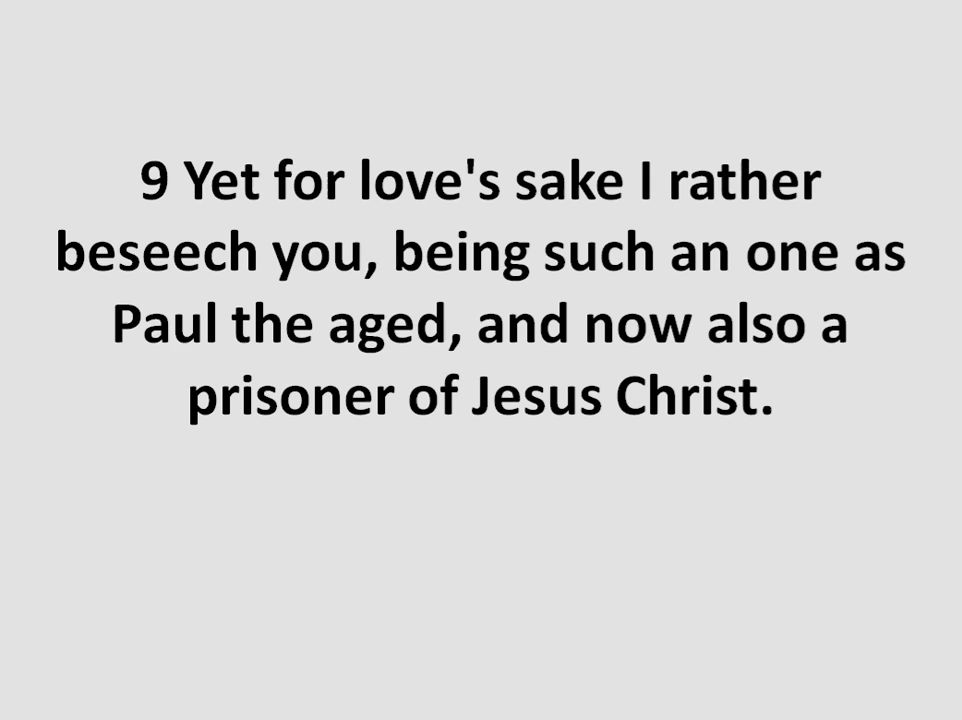 9 Yet for love's sake I rather
beseech you, being such an one as
Paul the aged, and now also a
prisoner of Jesus Christ.